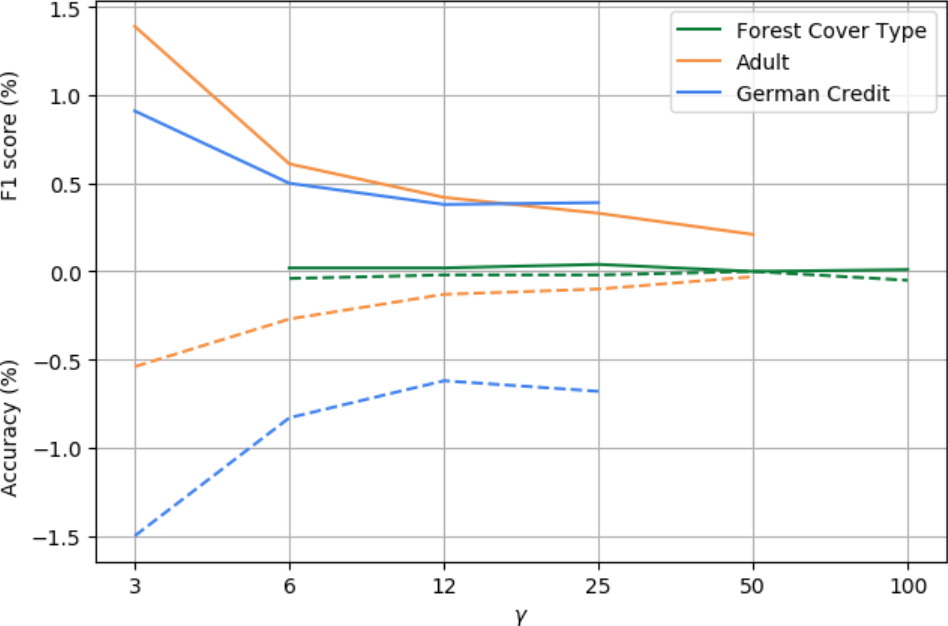 Forest Cover Type
Adult
German Credit
F1 score (%)
Accuracy (%)
1.5
1.0
0.5
0.0
−0.5
−1.0
−1.5
3 6 12 25 50 100
γ